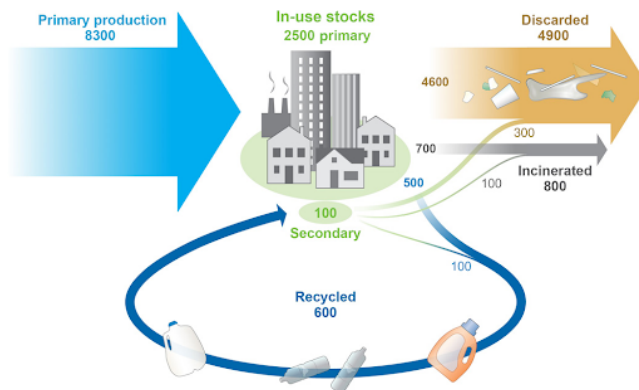 Primary production
8300
In-use stocks
2500 primary
Discarded
4900
4600
300
700
Incinerated
800
500
100
100
Secondary
100
Recycled
600